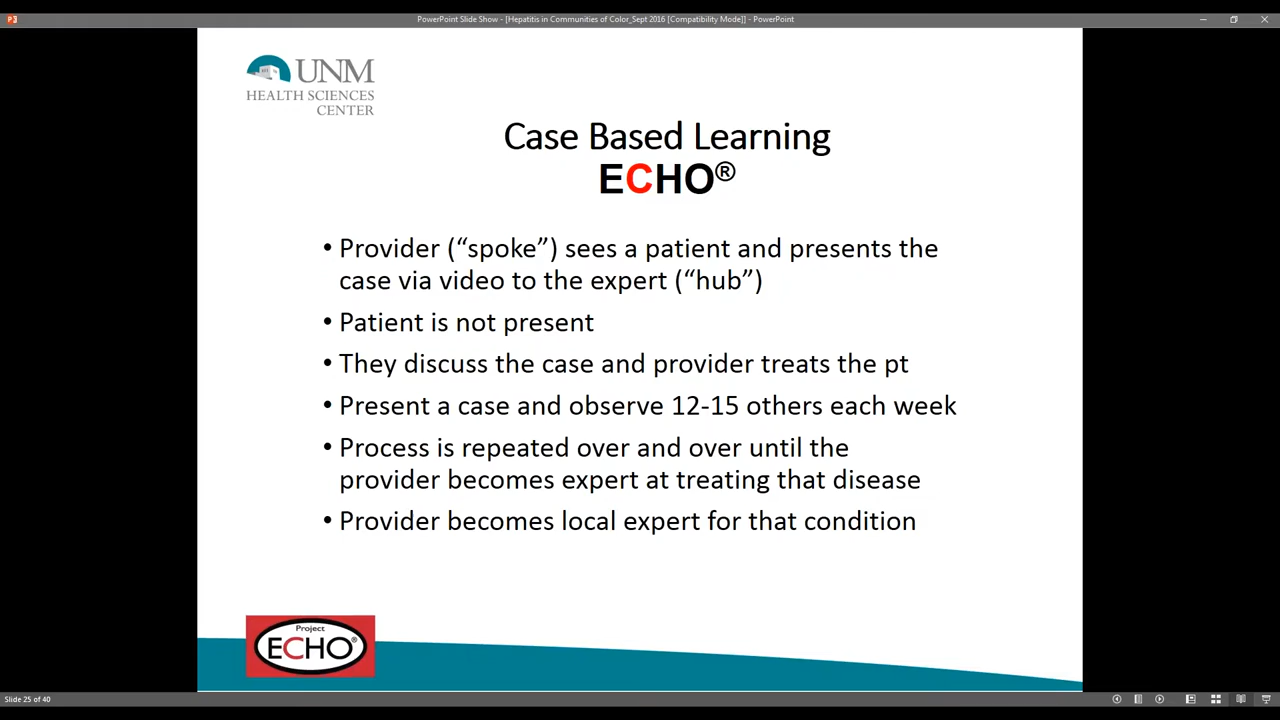 PowerPoint Slide Show - [Hepatitis in Communities of Color_Sept 2016 [Compatibility Mode]] - PowerPoint
UNM
HEALTH SCIENCES
CENTER
Case Based Learning
ECHO®
• Provider (“spoke”) sees a patient and presents the
case via video to the expert (“hub”)
• Patient is not present
• They discuss the case and provider treats the pt
• Present a case and observe 12-15 others each week
• Process is repeated over and over until the
provider becomes expert at treating that disease
• Provider becomes local expert for that condition
Project
ECHO®
Slide 25 of 40